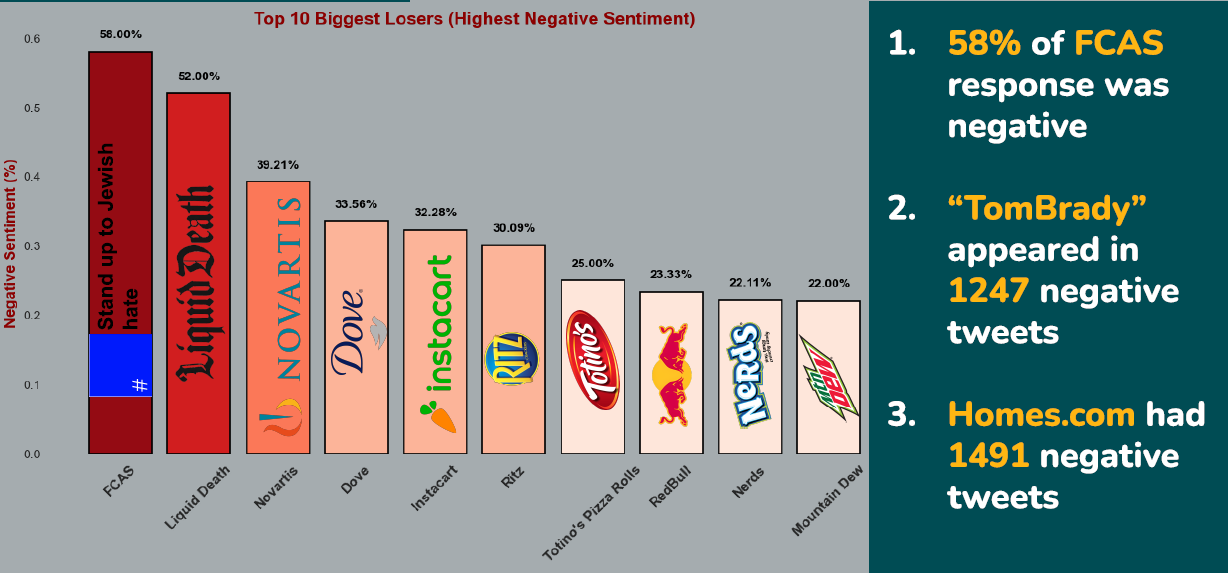 Top 10 Biggest Losers (Highest Negative Sentiment)
Negative Sentiment (%)
0.6
0.5
0.4
0.3
0.2
0.1
0.0
58.00%
52.00%
39.21%
33.56%
32.28%
30.09%
25.00%
23.33%
22.11%
22.00%
Stand up to Jewish
hate
#
Liquid Death
NOVARTIS
Dove
instacart
RITZ
Totino's
NeRdS
mtn
Dew
FCAS
Liquid Death
Novartis
Dove
Instacart
Ritz
Totino's Pizza Rolls
RedBull
Nerds
Mountain Dew
1. 58% of FCAS
response was
negative
2. “TomBrady”
appeared in
1247 negative
tweets
3. Homes.com had
1491 negative
tweets